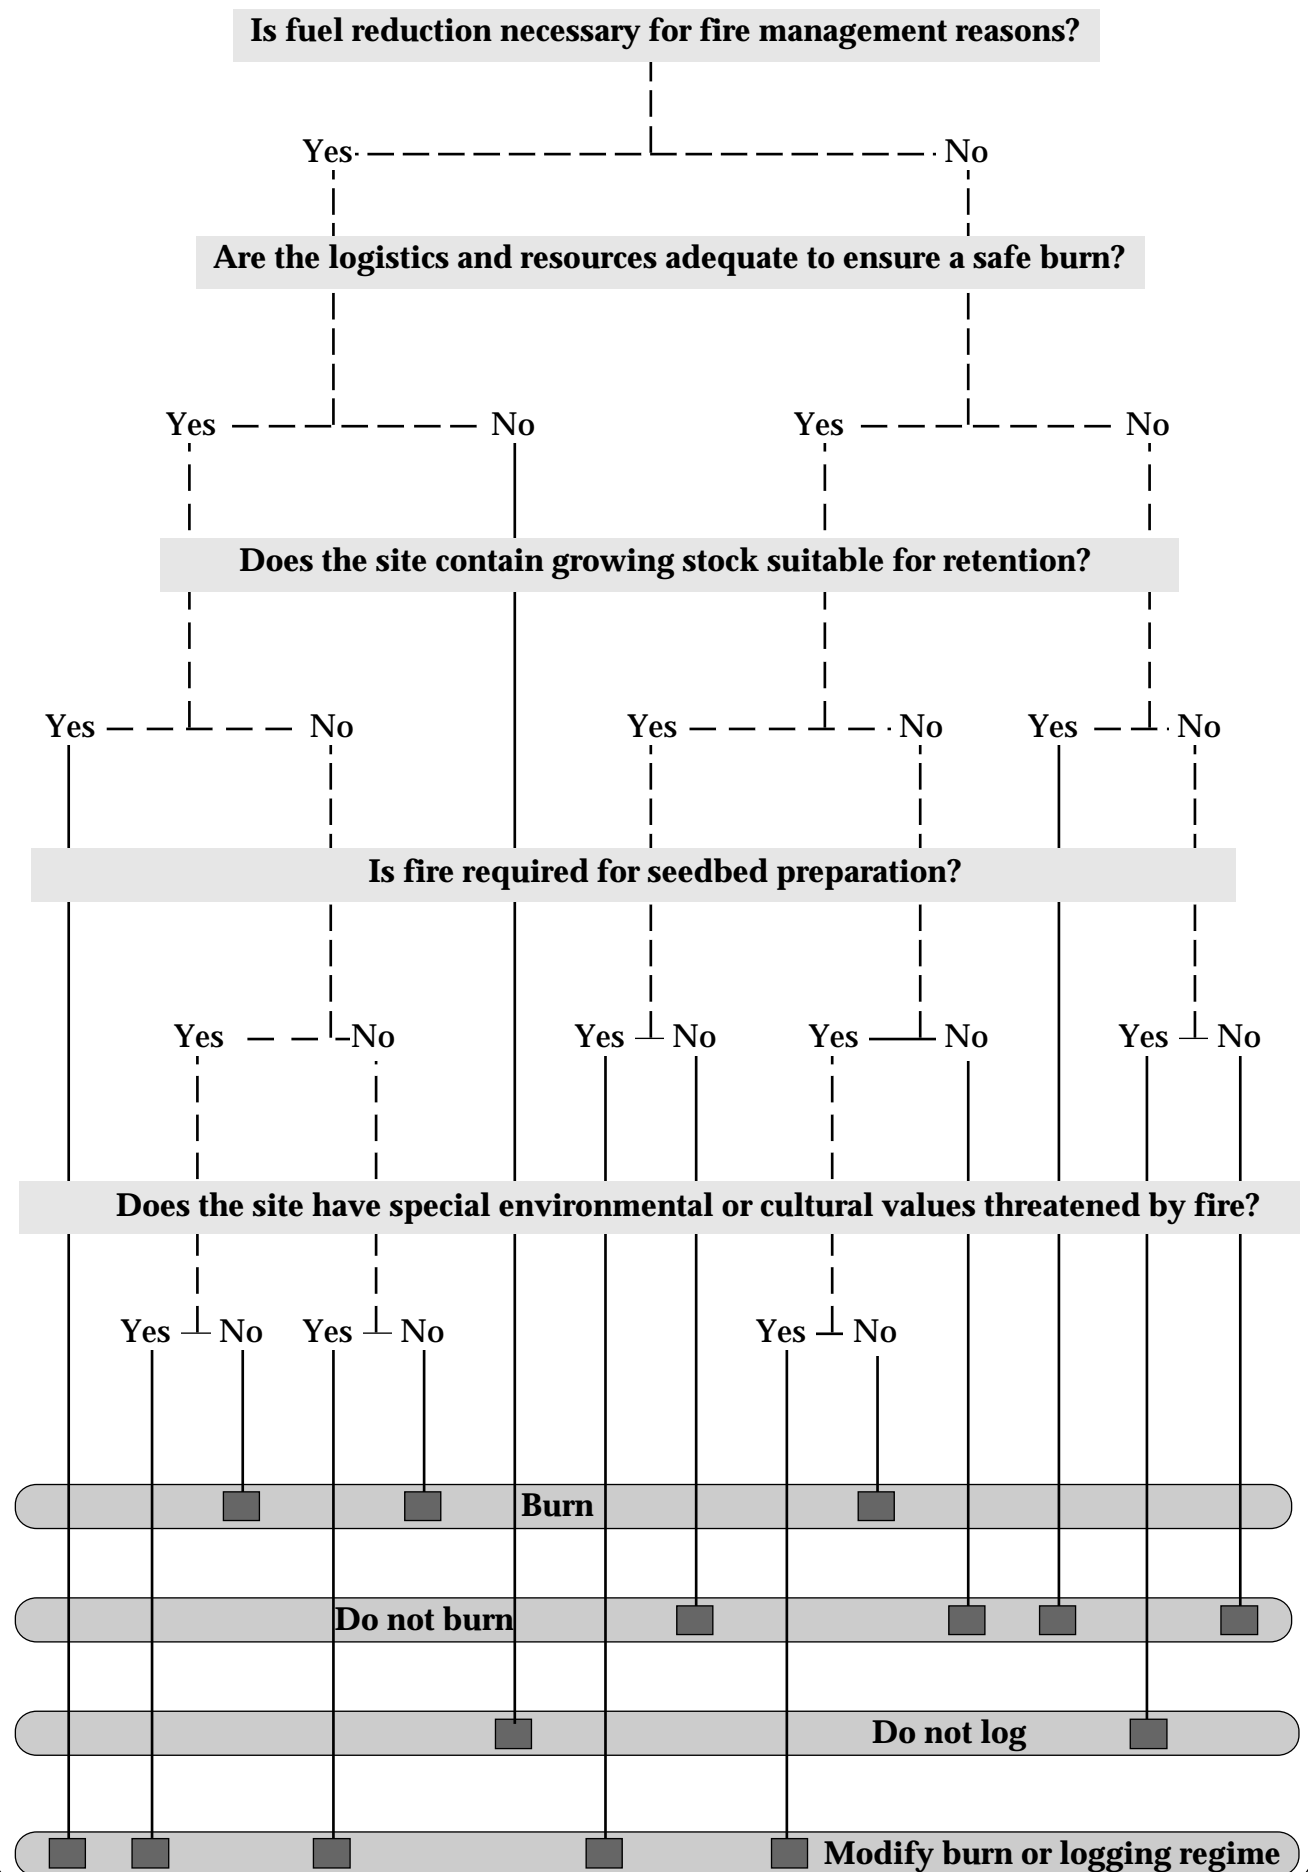 Is fuel reduction necessary for fire management reasons?
Yes No
Are the logistics and resources adequate to ensure a safe burn?
Yes No Yes No
Does the site contain growing stock suitable for retention?
Yes No Yes No Yes No
Is fire required for seedbed preparation?
Yes No Yes No Yes No Yes No
Does the site have special environmental or cultural values threatened by fire?
Yes No Yes No Yes No
Burn
Do not burn
Do not log
Modify burn or logging regime